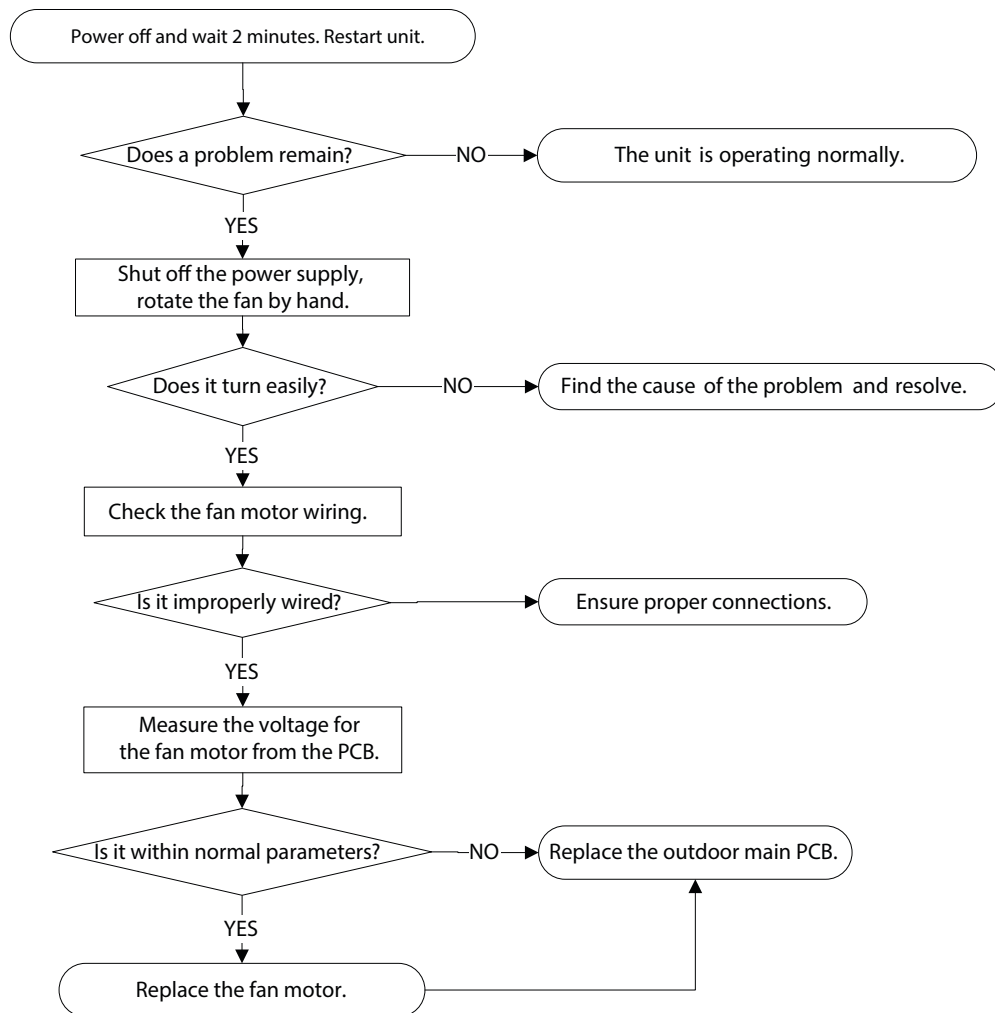 Power off and wait 2 minutes. Restart unit.
Does a problem remain?
NO
The unit is operating normally.
YES
Shut off the power supply,
rotate the fan by hand.
Does it turn easily?
NO
Find the cause of the problem and resolve.
YES
Check the fan motor wiring.
Is it improperly wired?
Ensure proper connections.
YES
Measure the voltage for
the fan motor from the PCB.
Is it within normal parameters?
NO
Replace the outdoor main PCB.
YES
Replace the fan motor.